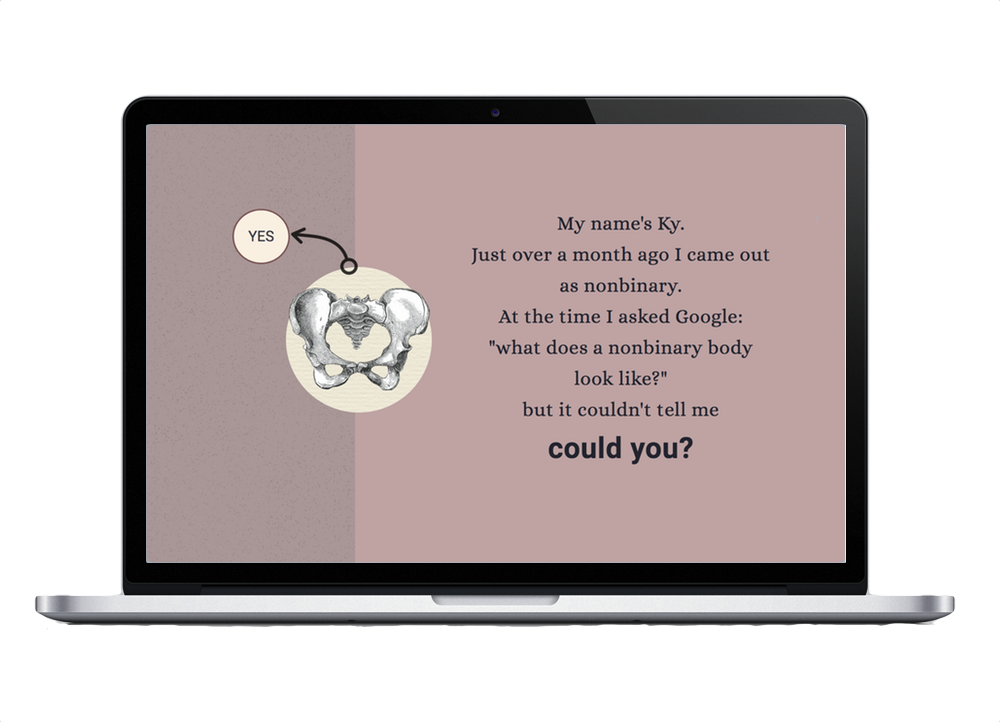 YES
My name's Ky.
Just over a month ago I came out
as nonbinary.
At the time I asked Google:
"what does a nonbinary body
look like?"
but it couldn't tell me
could you?